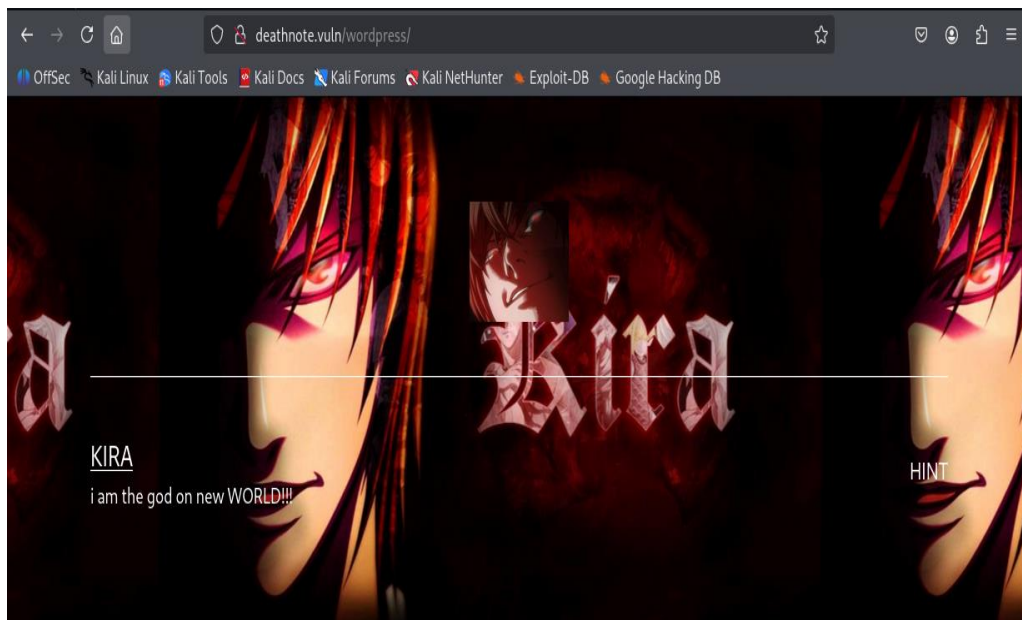 deathnote.vuln/wordpress/
OffSec Kali Linux Kali Tools Kali Docs Kali Forums Kali NetHunter Exploit-DB Google Hacking DB
Kira
a
KIRA
HINT
i am the god on new WORLD!!!